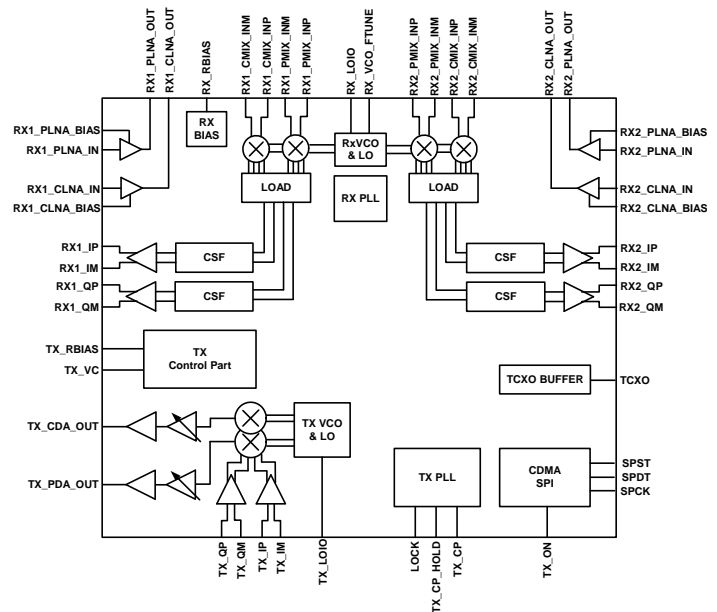 RX1_PLNA_OUT
RX1_CLNA_OUT
RX_RBIAS
RX1_CMIX_INM
RX1_CMIX_INP
RX1_PMIX_INM
RX1_PMIX_INP
RX_LOIO
RX_VCO_FTUNE
RX2_PMIX_INP
RX2_PMIX_INM
RX2_CMIX_INP
RX2_CMIX_INM
RX2_CLNA_OUT
RX2_PLNA_OUT
RX1_PLNA_BIAS
RX1_PLNA_IN
RX1_CLNA_IN
RX1_CLNA_BIAS
RX
BIAS
RxVCO
& LO
LOAD
RX PLL
LOAD
RX2_PLNA_BIAS
RX2_PLNA_IN
RX2_CLNA_IN
RX2_CLNA_BIAS
RX1_IP
RX1_IM
RX1_QP
RX1_QM
CSF
CSF
CSF
CSF
RX2_IP
RX2_IM
RX2_QP
RX2_QM
TX_RBIAS
TX_VC
TX
Control Part
TCXO BUFFER
TCXO
TX_CDA_OUT
TX_PDA_OUT
TX VCO
& LO
TX PLL
CDMA
SPI
SPST
SPDT
SPCK
TX_QP
TX_QM
TX_IP
TX_IM
TX_LOIO
LOCK
TX_CP_HOLD
TX_CP
TX_ON